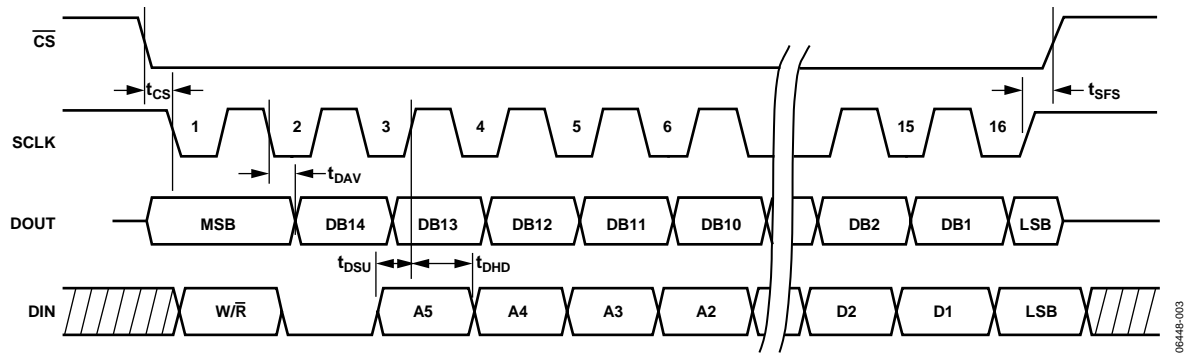 CS
tCS
tSFS
SCLK
1 2 3 4 5 6 15 16
tDAV
DOUT
MSB DB14 DB13 DB12 DB11 DB10 DB2 DB1 LSB
tDSU tDHD
DIN
W/R A5 A4 A3 A2 D2 D1 LSB
06448-003